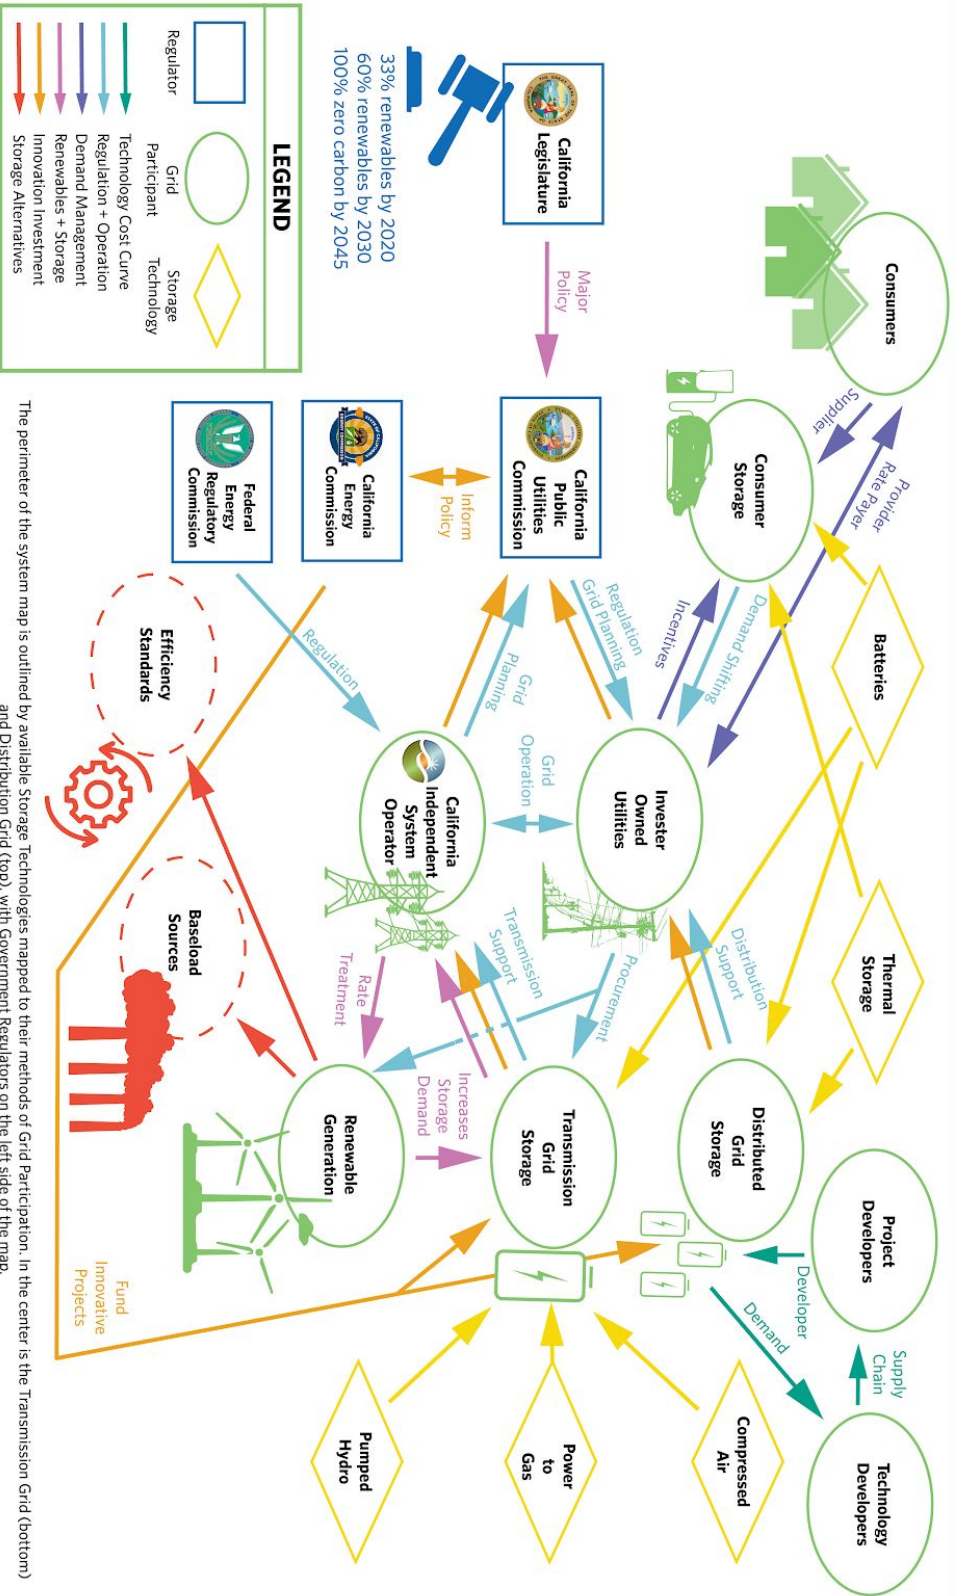 Consumers
Supplier
Provider
Rate Payer
Consumer
Storage
Batteries
Thermal
Storage
Project
Developers
Supply
Chain
Technology
Developers
Developer
Demand
California
Legislature
33% renewables by 2020
60% renewables by 2030
100% zero carbon by 2045
Major
Policy
California
Public
Utilities
Commission
Inform
Policy
California
Energy
Commission
Federal
Energy
Regulatory
Commission
Regulation
Grid Planning
Incentives
Demand Shifting
Grid
Planning
Regulation
Invester
Owned
Utilities
Grid
Operation
California
Independent
System
Operator
Distribution
Support
Procurement
Transmission
Support
Rate
Treatment
Increases
Storage
Demand
Distributed
Grid
Storage
Transmission
Grid
Storage
Renewable
Generation
Compressed
Air
Power
to
Gas
Pumped
Hydro
Efficiency
Standards
Baseload
Sources
Fund
Innovative
Projects
LEGEND
Regulator
Grid
Participant
Storage
Technology
Technology Cost Curve
Regulation + Operation
Demand Management
Renewables + Storage
Innovation Investment
Storage Alternatives
The perimeter of the system map is outlined by available Storage Technologies mapped to their methods of Grid Participation. In the center is the Transmission Grid (bottom)
and Distribution Grid (top), with Government Regulators on the left side of the map.